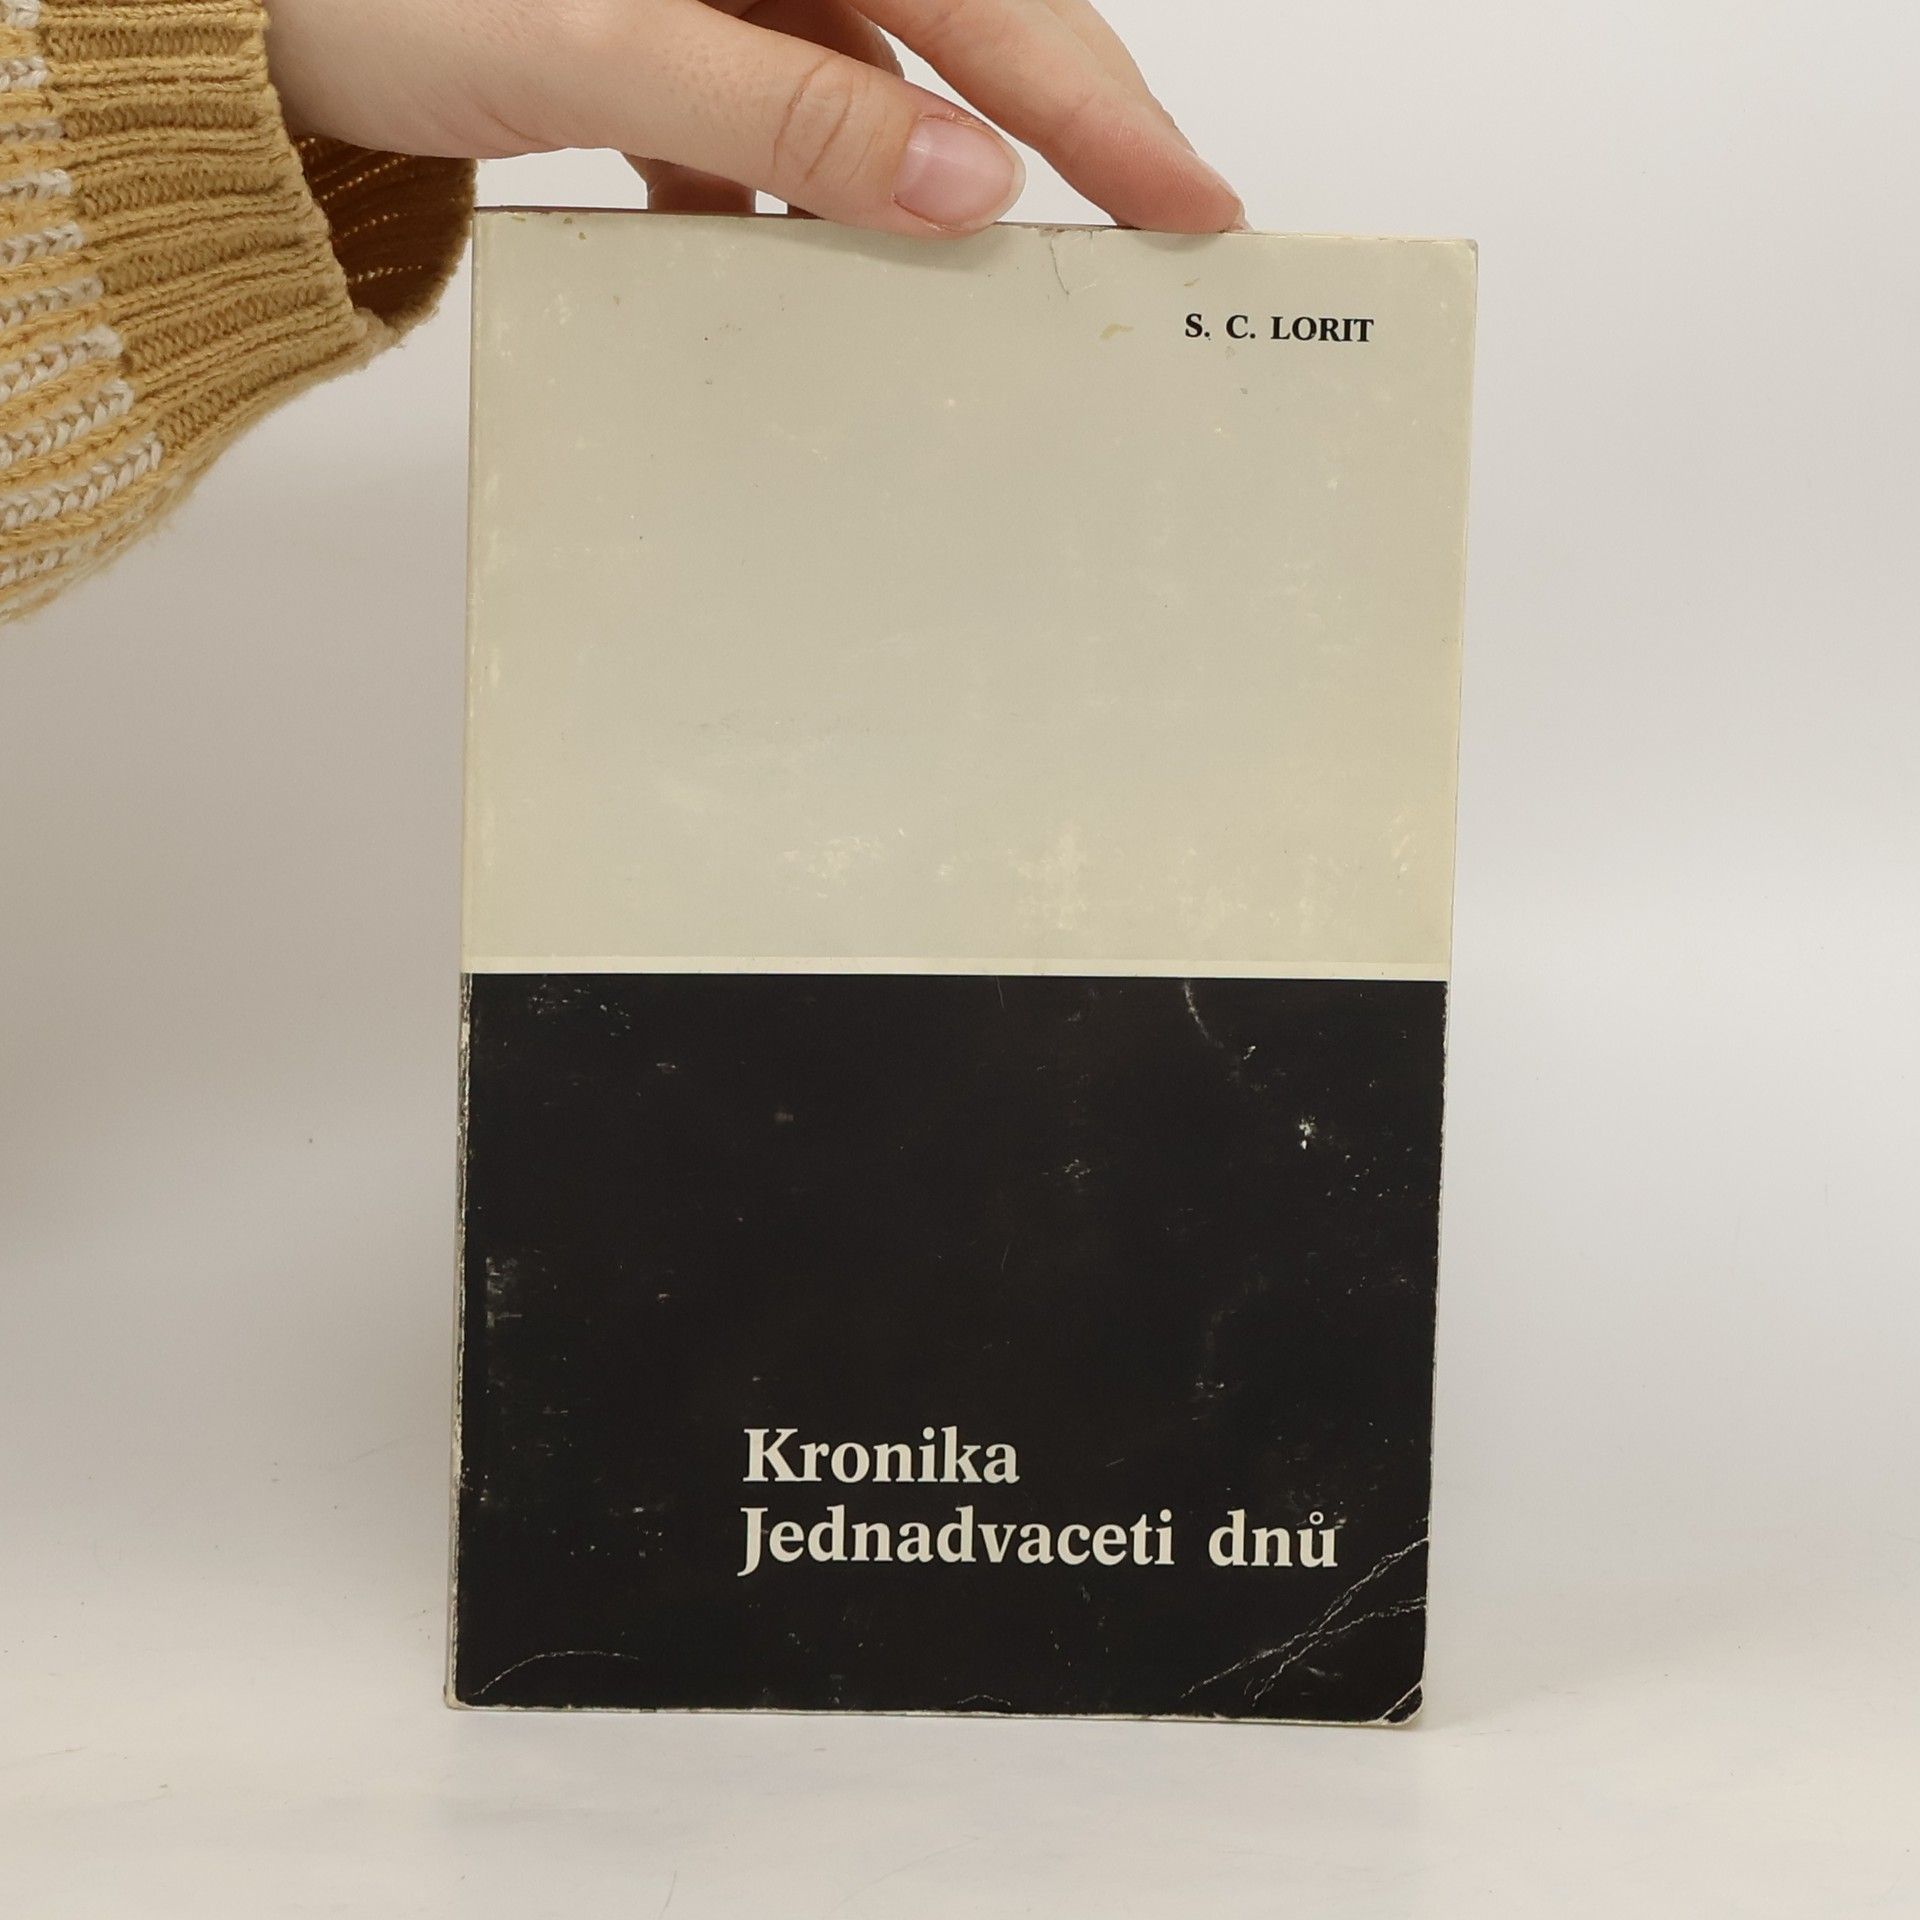 S. C. LORIT
Kronika
Jednadvaceti dnů